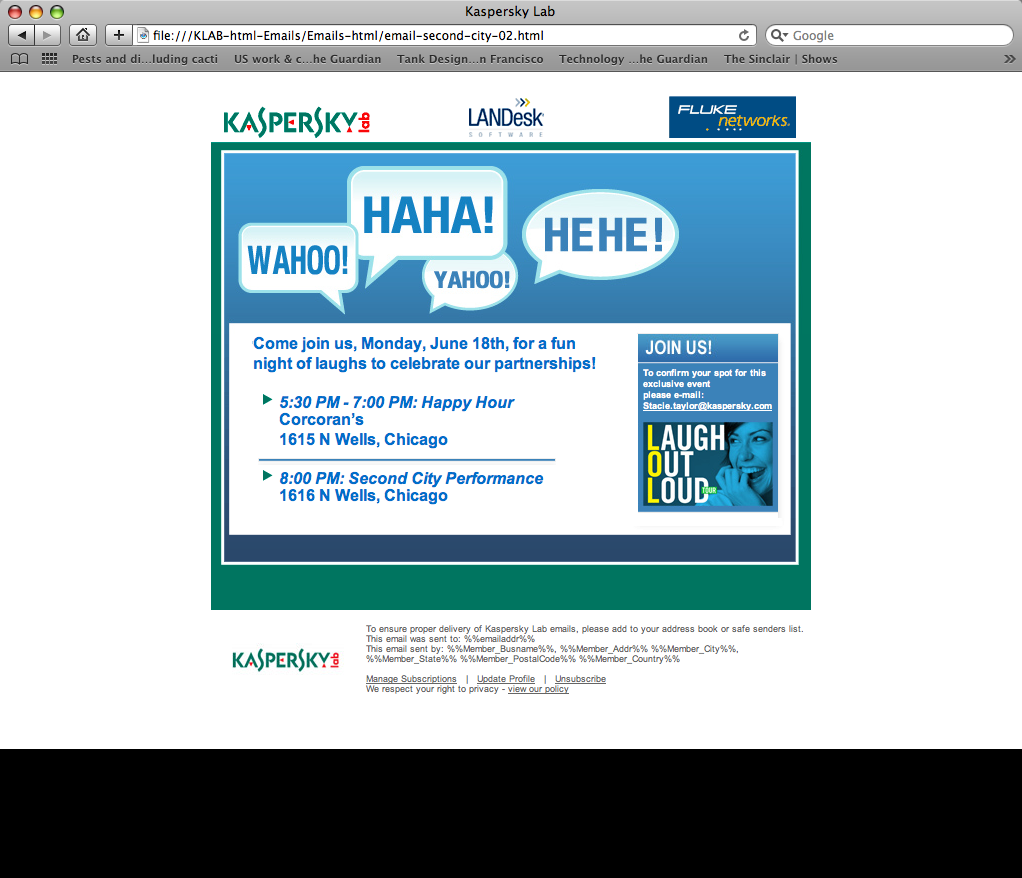 Kaspersky Lab
file:///KLAB-html-Emails/Emails-html/email-second-city-02.html
Google
Pests and di...luding cacti
US work & c...he Guardian
Tank Design...n Francisco
Technology ...he Guardian
The Sinclair | Shows
KASPERSKY lab
LANDesk
SOFTWARE
FLUKE
networks.
HAHA!
HEHE!
WAHOO!
YAHOO!
Come join us, Monday, June 18th, for a fun
night of laughs to celebrate our partnerships!
5:30 PM - 7:00 PM: Happy Hour
Corcoran's
1615 N Wells, Chicago
8:00 PM: Second City Performance
1616 N Wells, Chicago
JOIN US!
To confirm your spot for this
exclusive event
please e-mail:
Stacie.taylor@kaspersky.com
LAUGH
OUT
LOUD
TOUR
To ensure proper delivery of Kaspersky Lab emails, please add to your address book or safe senders list.
This email was sent to: %%emailaddr%%
This email sent by: %%Member_Busname%%, %%Member_Addr%% %%Member_City%%,
%%Member_State%% %%Member_PostalCode%% %%Member_Country%%
KASPERSKY lab
Manage Subscriptions | Update Profile | Unsubscribe
We respect your right to privacy - view our policy